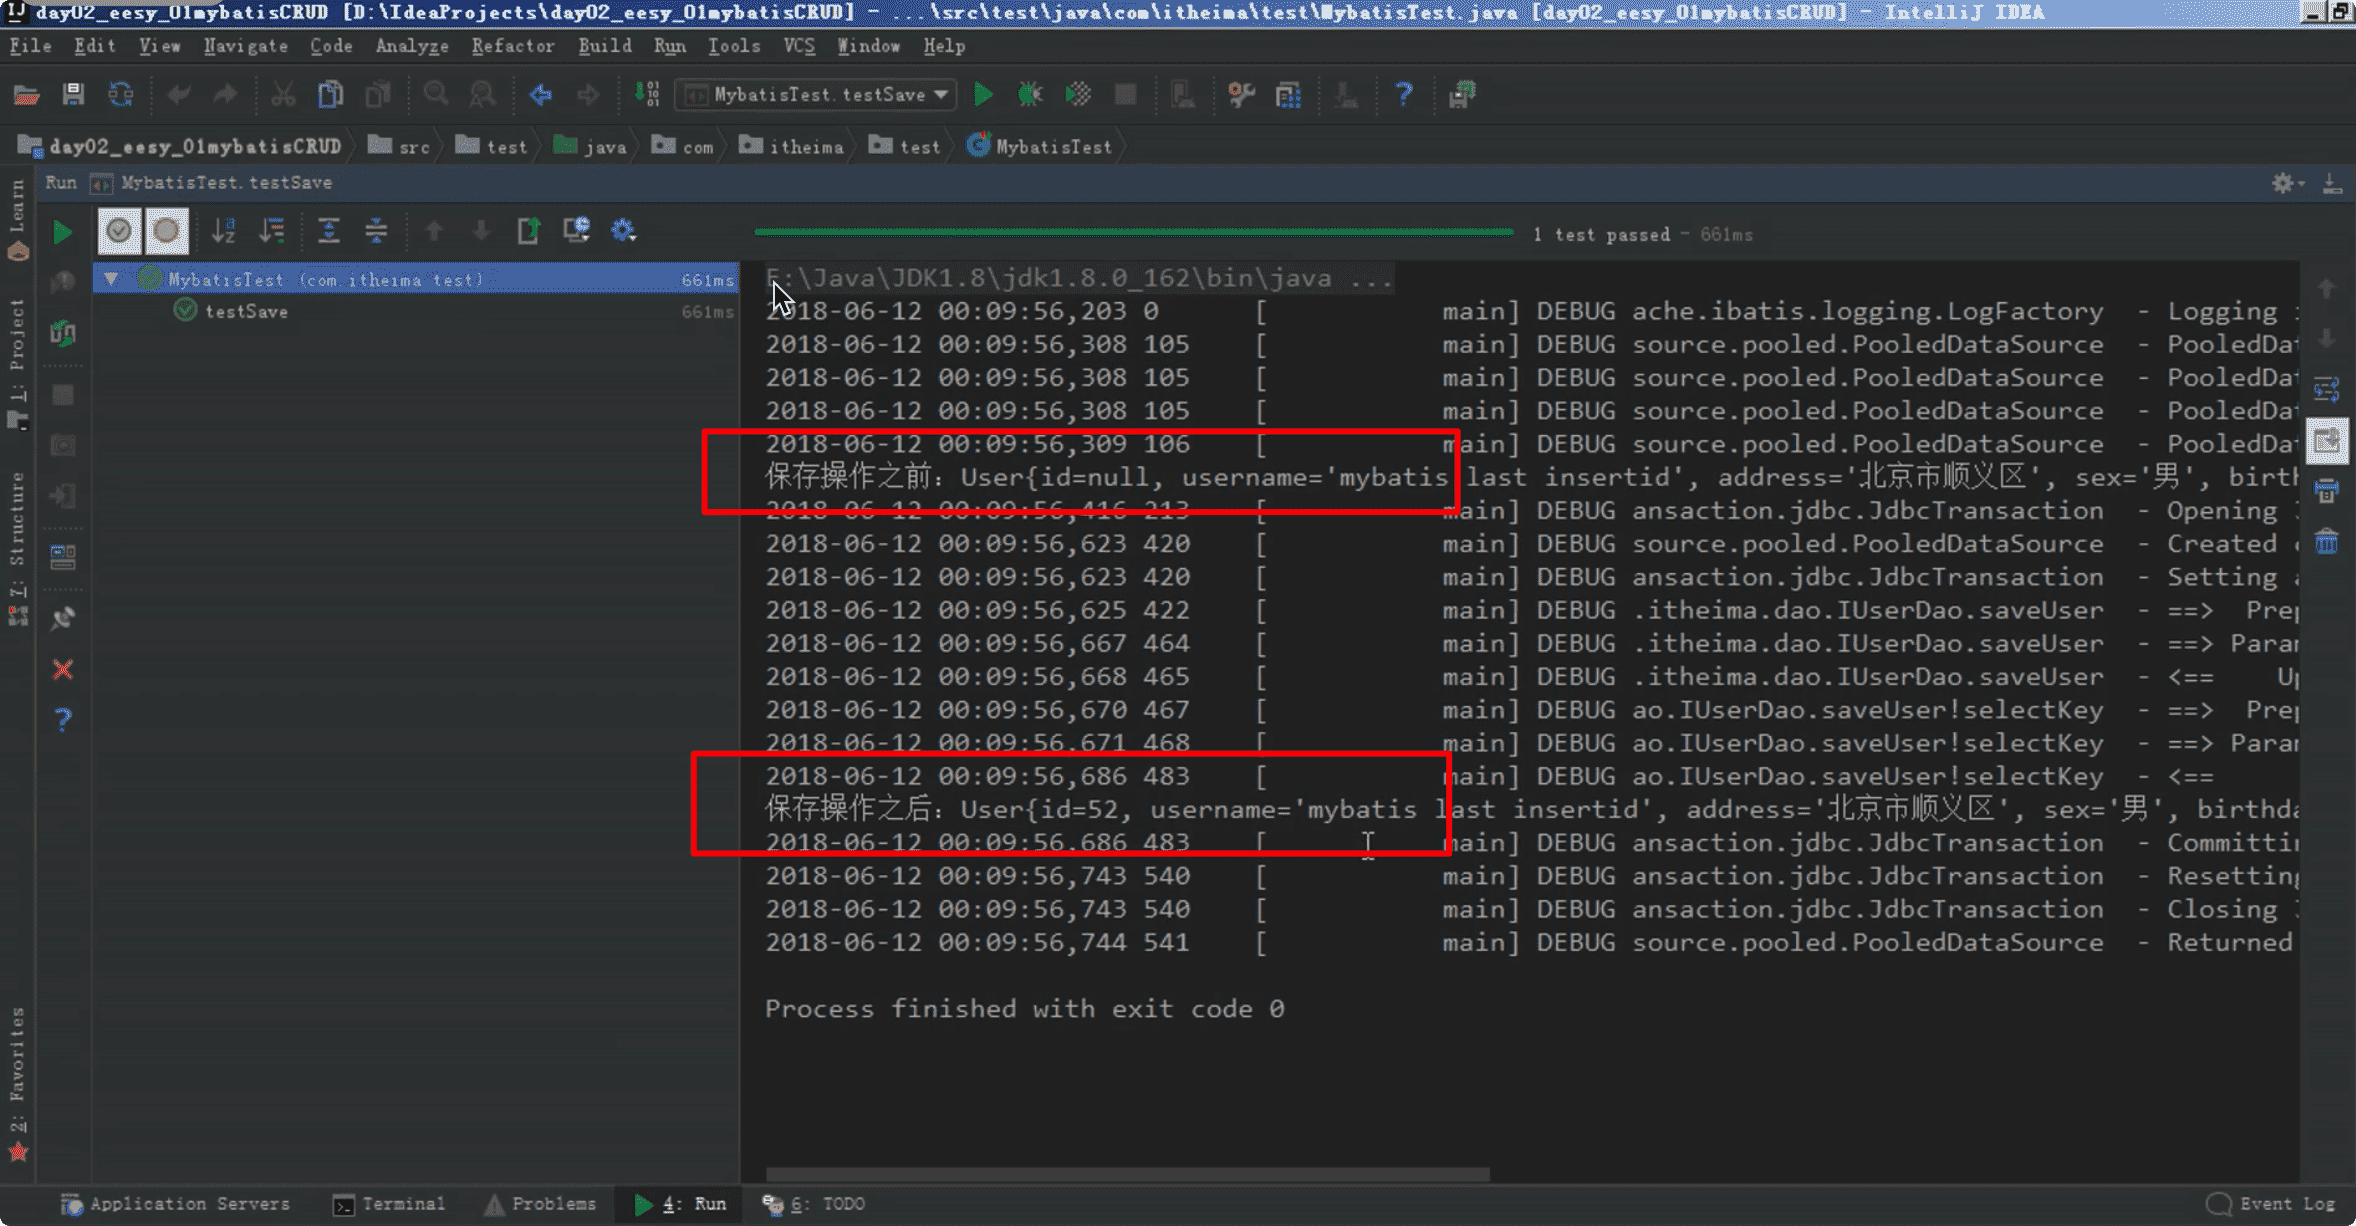 day02_eesy_01mybatisCRUD [D:\IdeaProjects\day02_eesy_01mybatisCRUD] - ...\src\test\java\com\itheima\test\MybatisTest.java [day02_eesy_01mybatisCRUD] - IntelliJ IDEA
File Edit View Navigate Code Analyze Refactor Build Run Tools VCS Window Help
MybatisTest.testSave
day02_eesy_01mybatisCRUD src test java com itheima test MybatisTest
Run MybatisTest.testSave
1 test passed - 661ms
MybatisTest (com.itheima.test) 661ms
testSave 661ms
Learn
1: Project
7: Structure
2: Favorites
E:\Java\JDK1.8\jdk1.8.0_162\bin\java ...
2018-06-12 00:09:56,203 0 [ main] DEBUG ache.ibatis.logging.LogFactory - Logging
2018-06-12 00:09:56,308 105 [ main] DEBUG source.pooled.PooledDataSource - PooledDa
2018-06-12 00:09:56,308 105 [ main] DEBUG source.pooled.PooledDataSource - PooledDa
2018-06-12 00:09:56,308 105 [ main] DEBUG source.pooled.PooledDataSource - PooledDa
2018-06-12 00:09:56,309 106 [ main] DEBUG source.pooled.PooledDataSource - PooledDa
保存操作之前：User{id=null, username='mybatis last insertid', address='北京市顺义区', sex='男', birt
2018-06-12 00:09:56,416 213 [ main] DEBUG ansaction.jdbc.JdbcTransaction - Opening
2018-06-12 00:09:56,623 420 [ main] DEBUG source.pooled.PooledDataSource - Created
2018-06-12 00:09:56,623 420 [ main] DEBUG ansaction.jdbc.JdbcTransaction - Setting
2018-06-12 00:09:56,625 422 [ main] DEBUG .itheima.dao.IUserDao.saveUser - ==> Prep
2018-06-12 00:09:56,667 464 [ main] DEBUG .itheima.dao.IUserDao.saveUser - ==> Para
2018-06-12 00:09:56,668 465 [ main] DEBUG .itheima.dao.IUserDao.saveUser - <== Up
2018-06-12 00:09:56,670 467 [ main] DEBUG ao.IUserDao.saveUser!selectKey - ==> Prep
2018-06-12 00:09:56,671 468 [ main] DEBUG ao.IUserDao.saveUser!selectKey - ==> Para
2018-06-12 00:09:56,686 483 [ main] DEBUG ao.IUserDao.saveUser!selectKey - <==
保存操作之后：User{id=52, username='mybatis last insertid', address='北京市顺义区', sex='男', birthda
2018-06-12 00:09:56,686 483 [ main] DEBUG ansaction.jdbc.JdbcTransaction - Committi
2018-06-12 00:09:56,743 540 [ main] DEBUG ansaction.jdbc.JdbcTransaction - Resetting
2018-06-12 00:09:56,743 540 [ main] DEBUG ansaction.jdbc.JdbcTransaction - Closing
2018-06-12 00:09:56,744 541 [ main] DEBUG source.pooled.PooledDataSource - Returned
Process finished with exit code 0
Application Servers Terminal Problems 4: Run 6: TODO Event Log